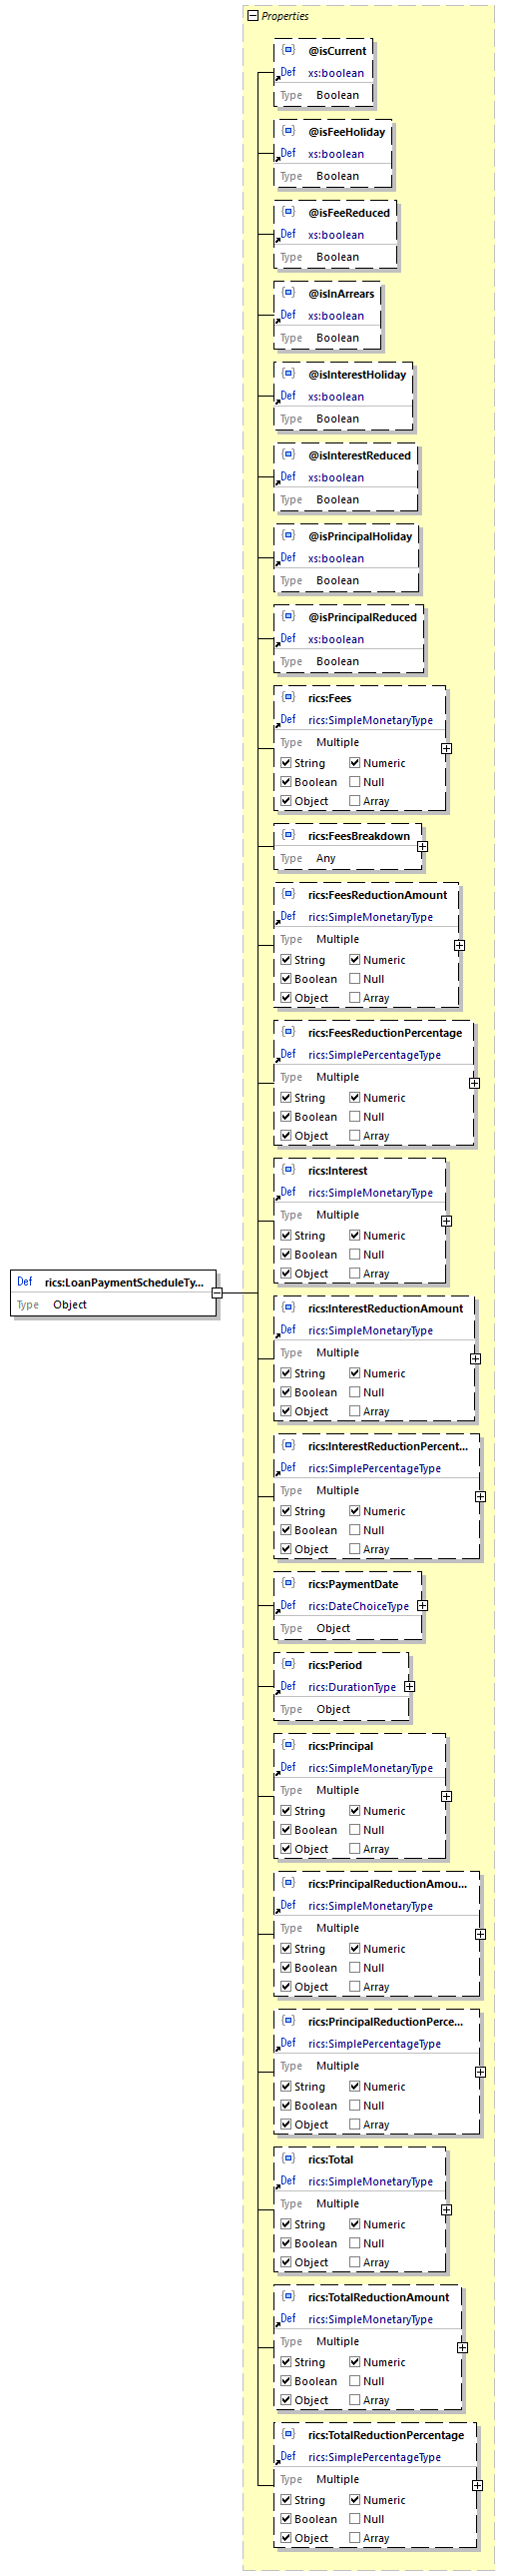 Properties
@isCurrent
Def xs:boolean
Type Boolean
@isFeeHoliday
Def xs:boolean
Type Boolean
@isFeeReduced
Def xs:boolean
Type Boolean
@isInArrears
Def xs:boolean
Type Boolean
@isInterestHoliday
Def xs:boolean
Type Boolean
@isInterestReduced
Def xs:boolean
Type Boolean
@isPrincipalHoliday
Def xs:boolean
Type Boolean
@isPrincipalReduced
Def xs:boolean
Type Boolean
rics:Fees
Def rics:SimpleMonetaryType
Type Multiple
String Numeric
Boolean Null
Object Array
rics:FeesBreakdown
Type Any
rics:FeesReductionAmount
Def rics:SimpleMonetaryType
Type Multiple
String Numeric
Boolean Null
Object Array
rics:FeesReductionPercentage
Def rics:SimplePercentageType
Type Multiple
String Numeric
Boolean Null
Object Array
rics:Interest
Def rics:SimpleMonetaryType
Type Multiple
String Numeric
Boolean Null
Object Array
Def rics:LoanPaymentScheduleTy...
Type Object
rics:InterestReductionAmount
Def rics:SimpleMonetaryType
Type Multiple
String Numeric
Boolean Null
Object Array
rics:InterestReductionPercent...
Def rics:SimplePercentageType
Type Multiple
String Numeric
Boolean Null
Object Array
rics:PaymentDate
Def rics:DateChoiceType
Type Object
rics:Period
Def rics:DurationType
Type Object
rics:Principal
Def rics:SimpleMonetaryType
Type Multiple
String Numeric
Boolean Null
Object Array
rics:PrincipalReductionAmou...
Def rics:SimpleMonetaryType
Type Multiple
String Numeric
Boolean Null
Object Array
rics:PrincipalReductionPerce...
Def rics:SimplePercentageType
Type Multiple
String Numeric
Boolean Null
Object Array
rics:Total
Def rics:SimpleMonetaryType
Type Multiple
String Numeric
Boolean Null
Object Array
rics:TotalReductionAmount
Def rics:SimpleMonetaryType
Type Multiple
String Numeric
Boolean Null
Object Array
rics:TotalReductionPercentage
Def rics:SimplePercentageType
Type Multiple
String Numeric
Boolean Null
Object Array